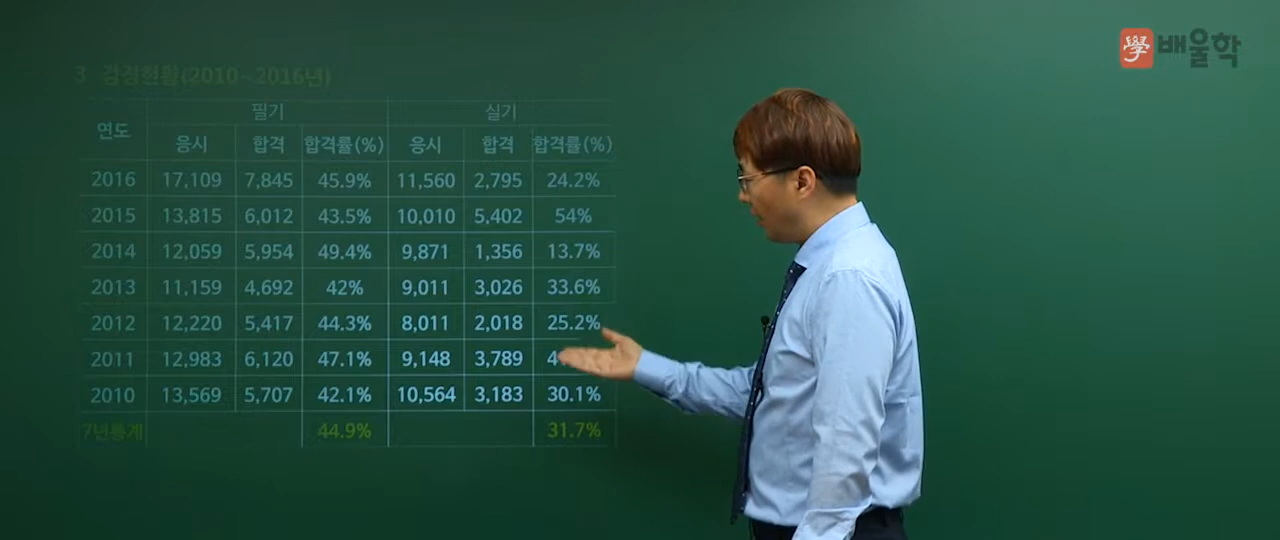 學 배울학
3 검정현황(2010~2016년)
연도 필기 실기
응시 합격 합격률(%) 응시 합격 합격률(%)
2016 17,109 7,845 45.9% 11,560 2,795 24.2%
2015 13,815 6,012 43.5% 10,010 5,402 54%
2014 12,059 5,954 49.4% 9,871 1,356 13.7%
2013 11,159 4,692 42% 9,011 3,026 33.6%
2012 12,220 5,417 44.3% 8,011 2,018 25.2%
2011 12,983 6,120 47.1% 9,148 3,789
2010 13,569 5,707 42.1% 10,564 3,183 30.1%
7년통계 44.9% 31.7%